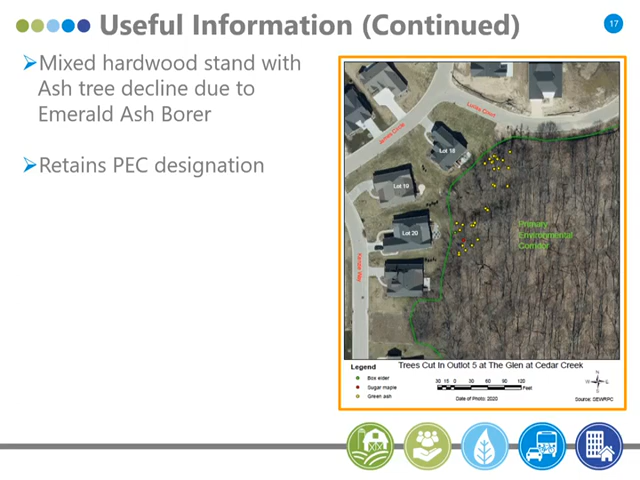 Useful Information (Continued)
17
Mixed hardwood stand with
Ash tree decline due to
Emerald Ash Borer
Retains PEC designation
James Circle
Lot 18
Lot 19
Lot 20
Primary
Environmental
Corridor
Trees Cut In Outlot 5 at The Glen at Cedar Creek
Legend
Box elder
Sugar maple
Green ash
30 15 0 30 60 90 120
Feet
Date of Photo: 2020
N
W E
S
Source: SEWRPC